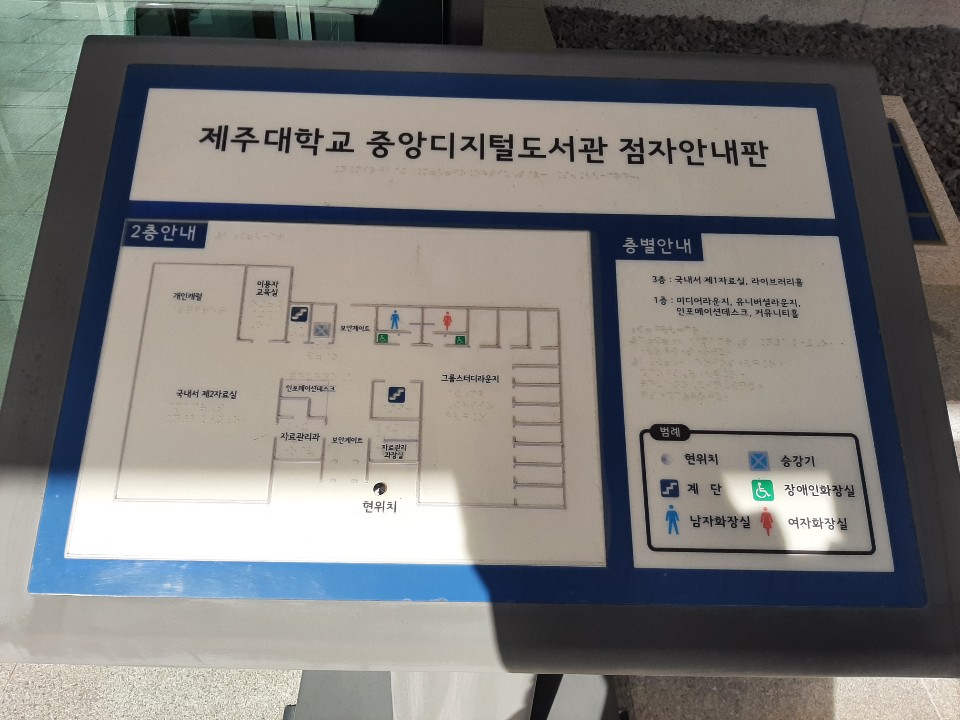 제주대학교 중앙디지털도서관 점자안내판
2층안내
개인캐럴
이용자
교육실
보안게이트
국내서 제2자료실
인포메이션데스크
그룹스터디라운지
자료관리과
보안게이트
자료관리
과장실
현위치
층별안내
3층 : 국내서 제1자료실, 라이브러리홀
1층 : 미디어라운지, 유니버설라운지,
인포메이션데스크, 커뮤니티홀
범례
현위치
승강기
계 단
장애인화장실
남자화장실
여자화장실